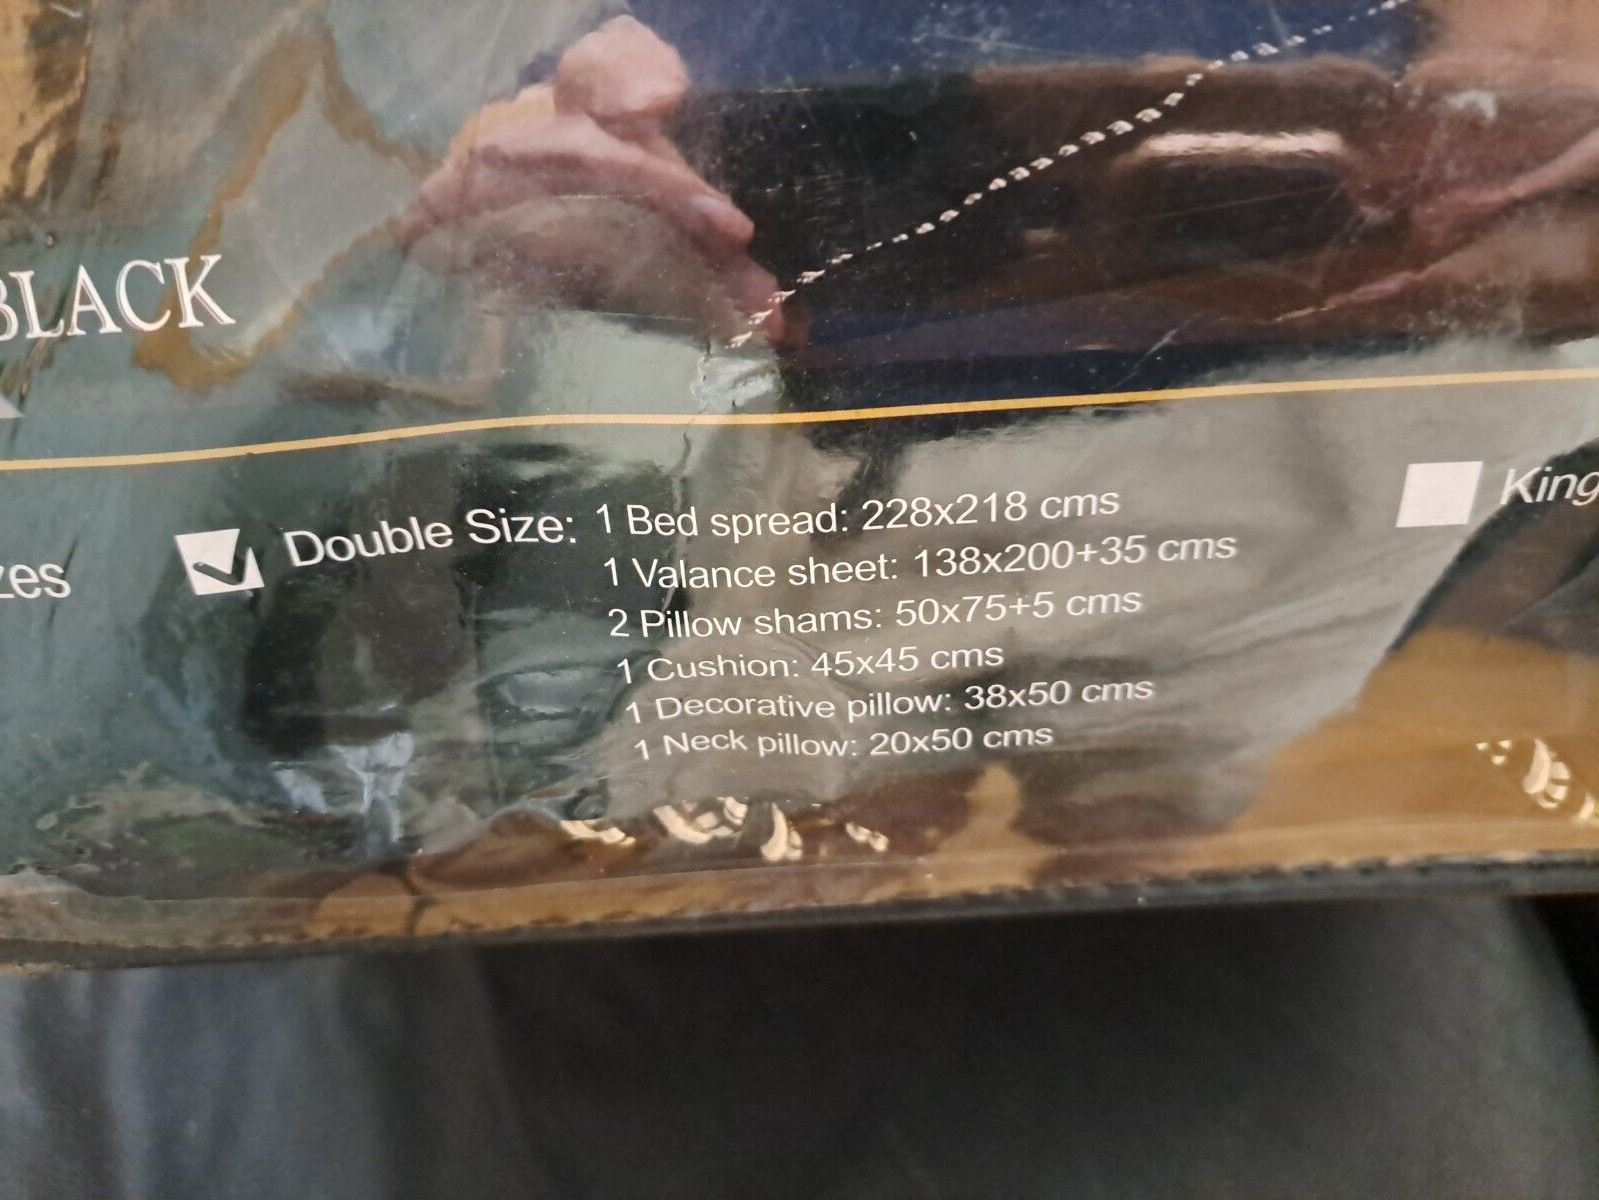 BLACK
Double Size: 1 Bed spread: 228x218 cms
1 Valance sheet: 138x200+35 cms
2 Pillow shams: 50x75+5 cms
1 Cushion: 45x45 cms
1 Decorative pillow: 38x50 cms
1 Neck pillow: 20x50 cms
King